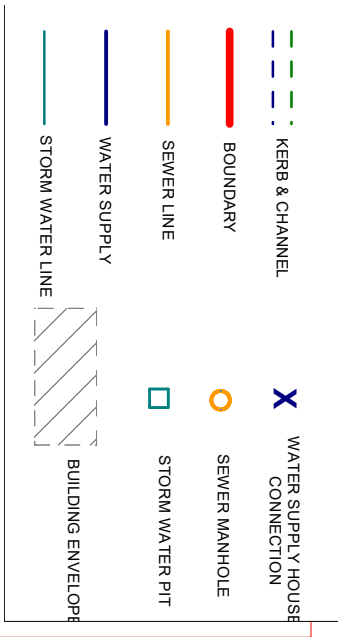 KERB & CHANNEL
BOUNDARY
SEWER LINE
WATER SUPPLY
STORM WATER LINE
X
WATER SUPPLY HOUSE
CONNECTION
SEWER MANHOLE
STORM WATER PIT
BUILDING ENVELOPE